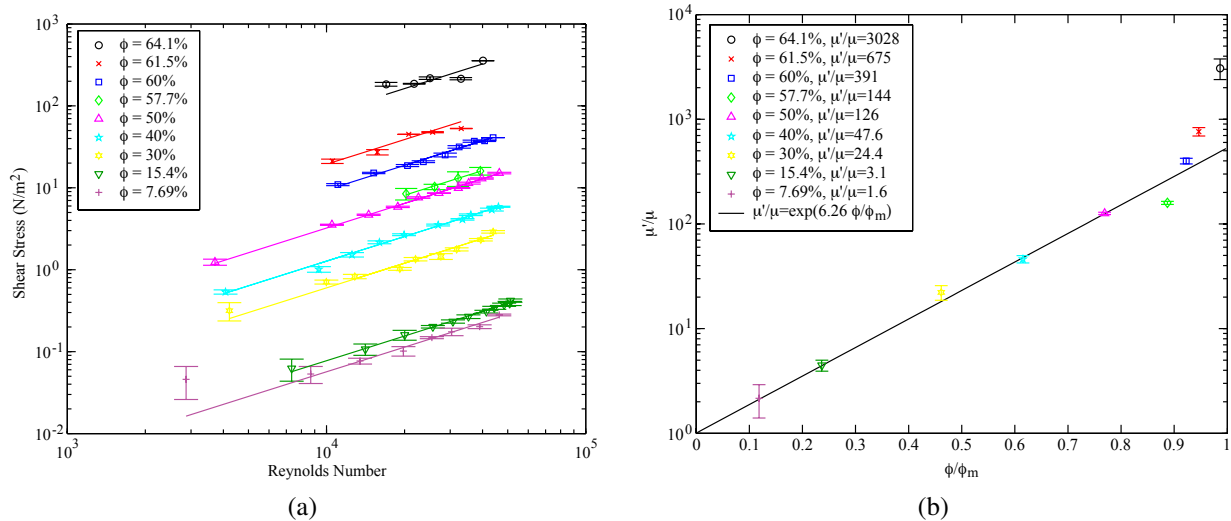 10³
10²
10¹
10⁰
10⁻¹
10⁻²
Shear Stress (N/m²)
ϕ = 64.1%
ϕ = 61.5%
ϕ = 60%
ϕ = 57.7%
ϕ = 50%
ϕ = 40%
ϕ = 30%
ϕ = 15.4%
ϕ = 7.69%
10³ 10⁴ 10⁵
Reynolds Number
(a)
10⁴
10³
10²
10¹
10⁰
μ'/μ
ϕ = 64.1%, μ'/μ=3028
ϕ = 61.5%, μ'/μ=675
ϕ = 60%, μ'/μ=391
ϕ = 57.7%, μ'/μ=144
ϕ = 50%, μ'/μ=126
ϕ = 40%, μ'/μ=47.6
ϕ = 30%, μ'/μ=24.4
ϕ = 15.4%, μ'/μ=3.1
ϕ = 7.69%, μ'/μ=1.6
μ'/μ=exp(6.26 ϕ/ϕₘ)
0 0.1 0.2 0.3 0.4 0.5 0.6 0.7 0.8 0.9 1
ϕ/ϕₘ
(b)